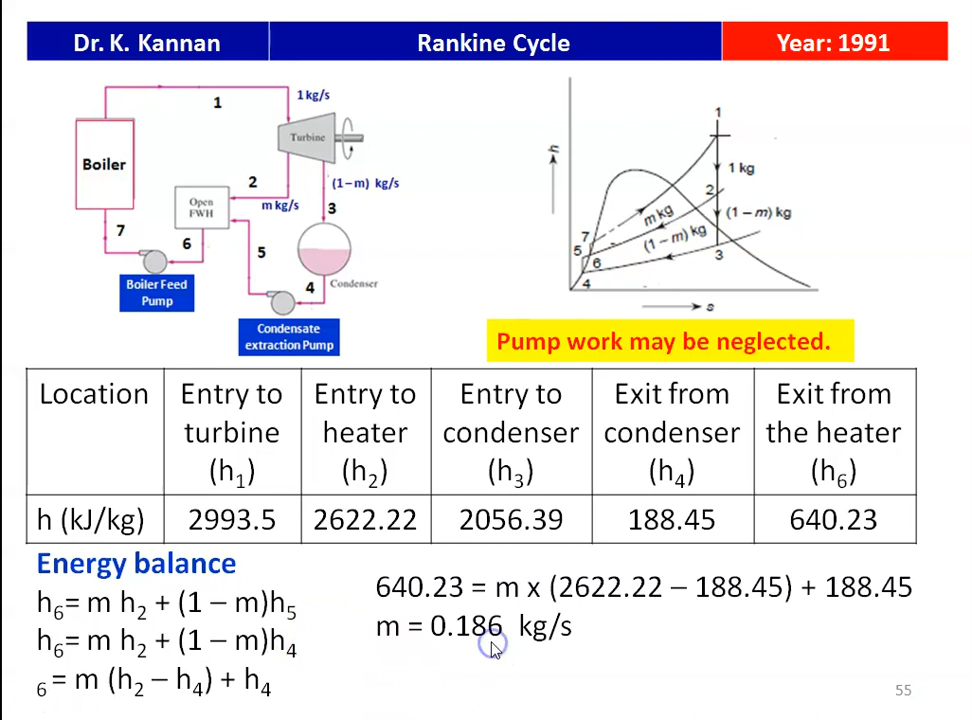 Dr. K. Kannan
Rankine Cycle
Year: 1991
1
1 kg/s
Turbine
Boiler
2
(1−m) kg/s
m kg/s
3
Open
FWH
7
6
5
4
Condenser
Boiler Feed
Pump
Condensate
extraction Pump
h
1
1 kg
2
m kg
(1−m) kg
(1−m) kg
7
5
6
3
4
s
Pump work may be neglected.
Location
Entry to
turbine
(h₁)
Entry to
heater
(h₂)
Entry to
condenser
(h₃)
Exit from
condenser
(h₄)
Exit from
the heater
(h₆)
h (kJ/kg)
2993.5
2622.22
2056.39
188.45
640.23
Energy balance
h₆= m h₂ + (1 – m)h₅
h₆= m h₂ + (1 – m)h₄
₆ = m (h₂ – h₄) + h₄
640.23 = m x (2622.22 – 188.45) + 188.45
m = 0.186 kg/s
55